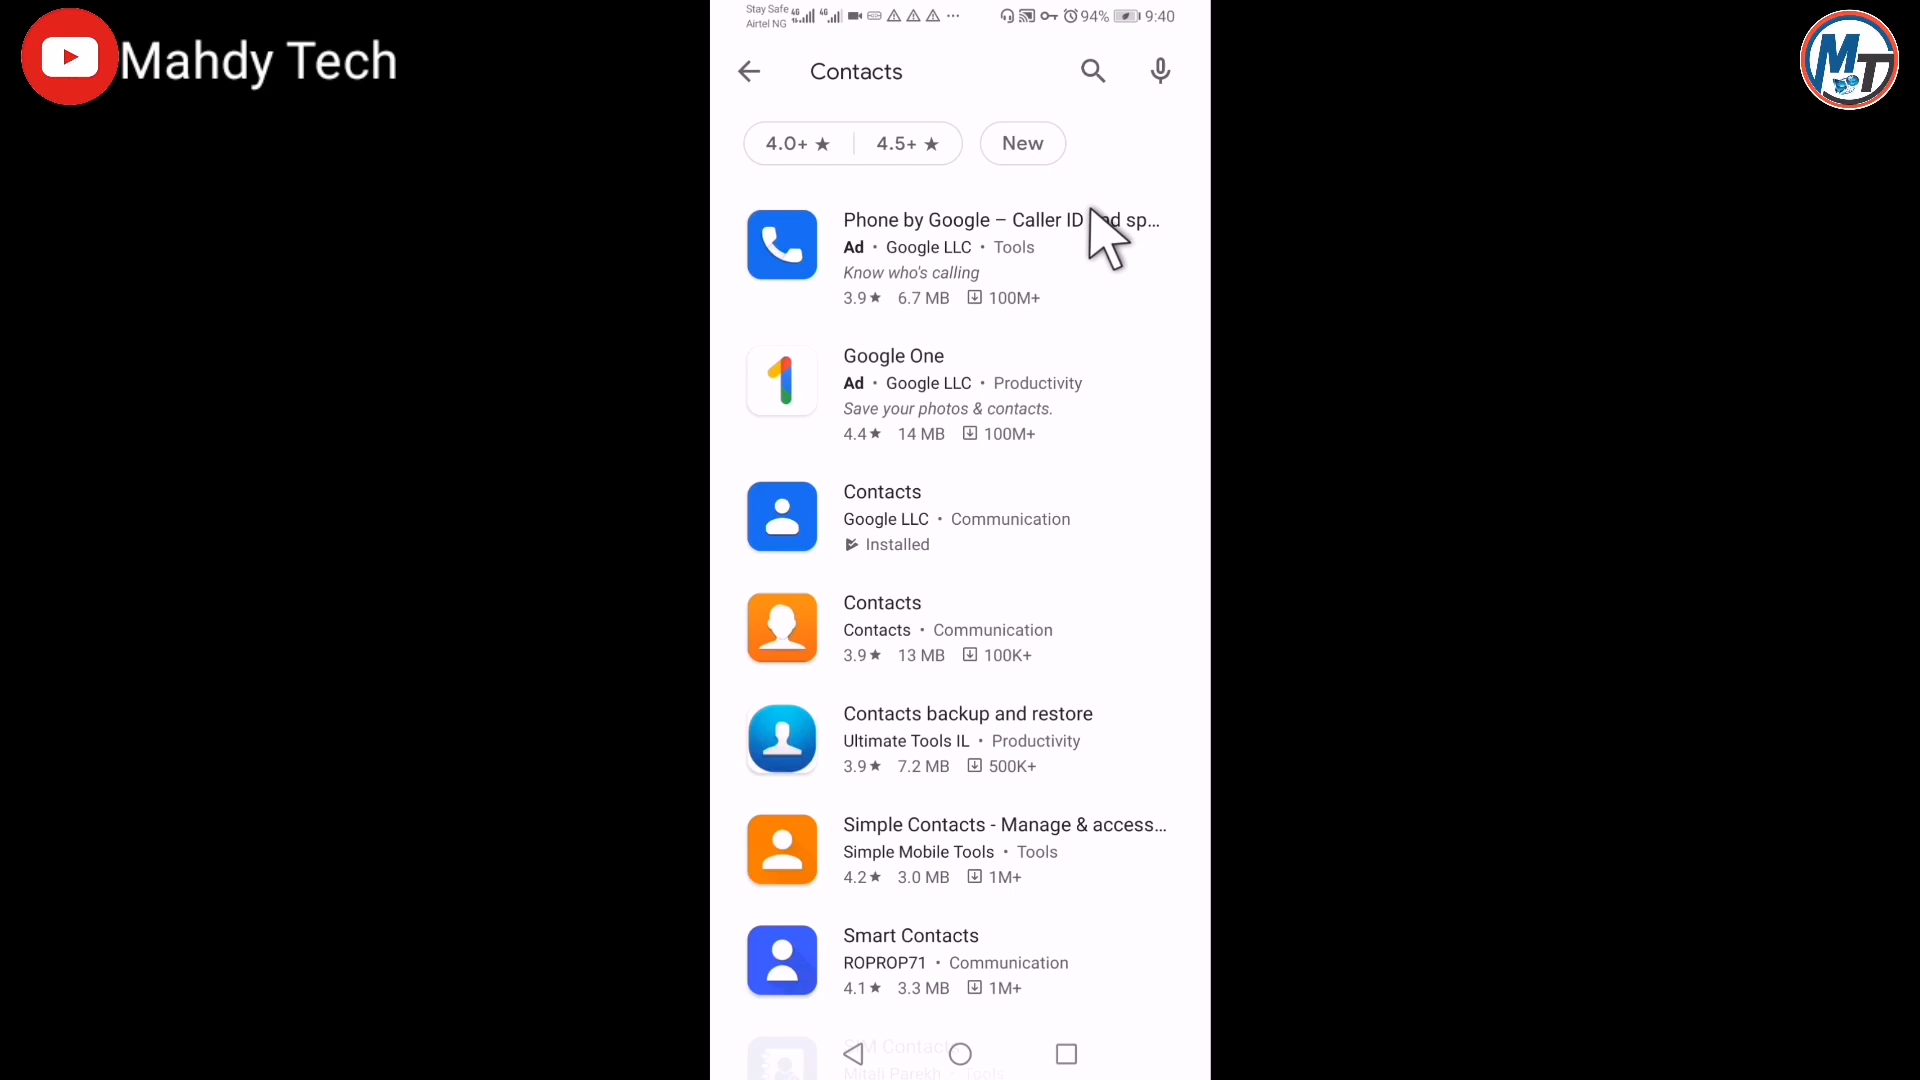 Mahdy Tech
MT
Stay Safe
Airtel NG
4G
4G
94%
9:40
Contacts
4.0+ ★
4.5+ ★
New
Phone by Google – Caller ID sp...
Ad • Google LLC • Tools
Know who's calling
3.9★ 6.7 MB 100M+
Google One
Ad • Google LLC • Productivity
Save your photos & contacts.
4.4★ 14 MB 100M+
Contacts
Google LLC • Communication
Installed
Contacts
Contacts • Communication
3.9★ 13 MB 100K+
Contacts backup and restore
Ultimate Tools IL • Productivity
3.9★ 7.2 MB 500K+
Simple Contacts - Manage & access...
Simple Mobile Tools • Tools
4.2★ 3.0 MB 1M+
Smart Contacts
ROPROP71 • Communication
4.1★ 3.3 MB 1M+
Contacts
Mitali Parekh • Tools